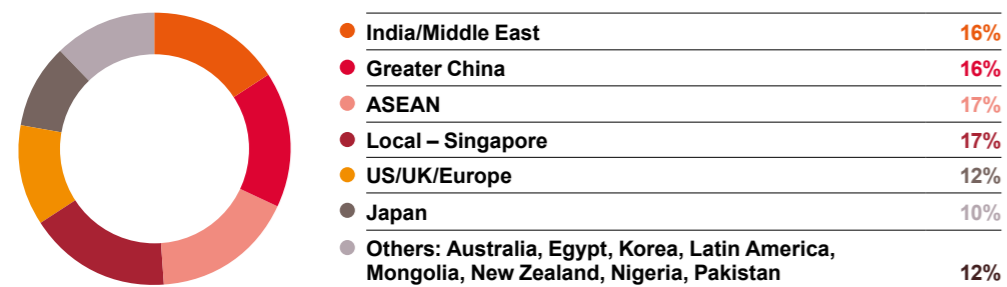 India/Middle East 16%
Greater China 16%
ASEAN 17%
Local – Singapore 17%
US/UK/Europe 12%
Japan 10%
Others: Australia, Egypt, Korea, Latin America,
Mongolia, New Zealand, Nigeria, Pakistan 12%